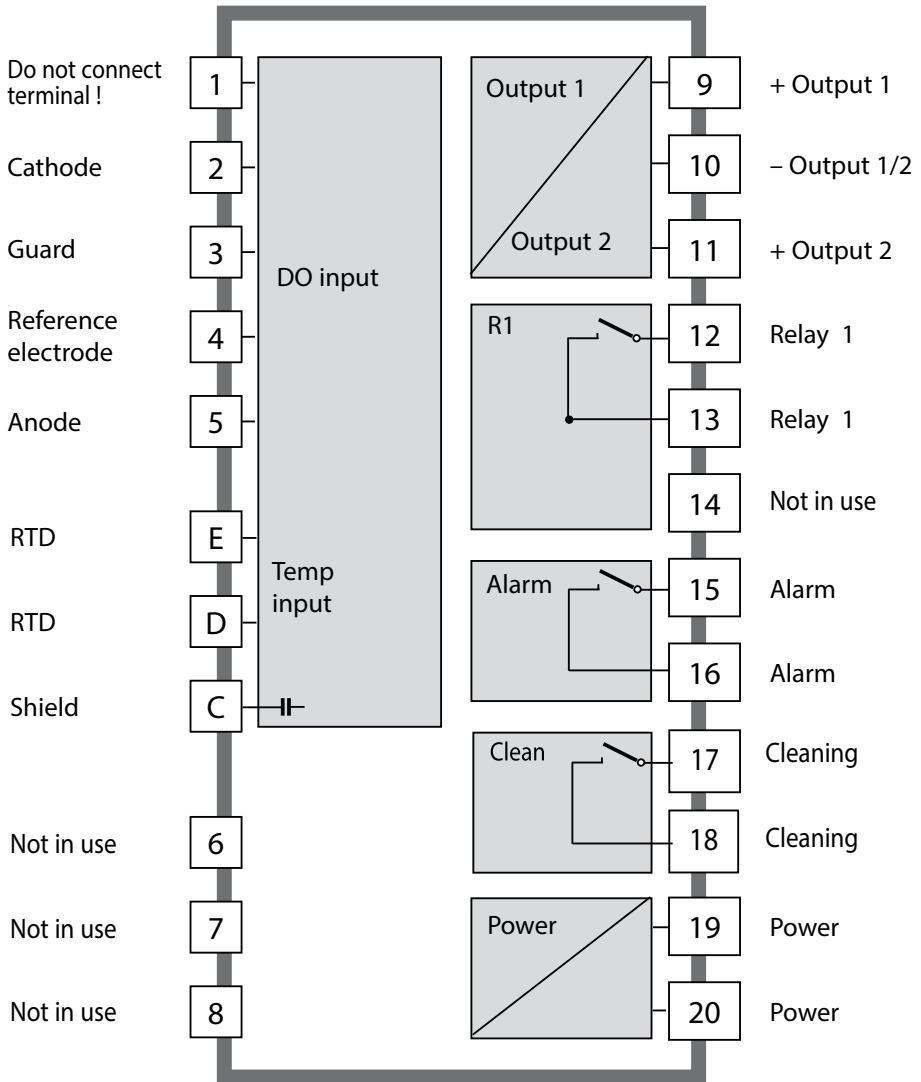 Do not connect
terminal !
1
Cathode
2
Guard
3
Reference
electrode
4
Anode
5
RTD
E
RTD
D
Shield
C
Not in use
6
Not in use
7
Not in use
8
DO input
Temp
input
Output 1
Output 2
9
+ Output 1
10
– Output 1/2
11
+ Output 2
R1
12
Relay 1
13
Relay 1
14
Not in use
Alarm
15
Alarm
16
Alarm
Clean
17
Cleaning
18
Cleaning
Power
19
Power
20
Power